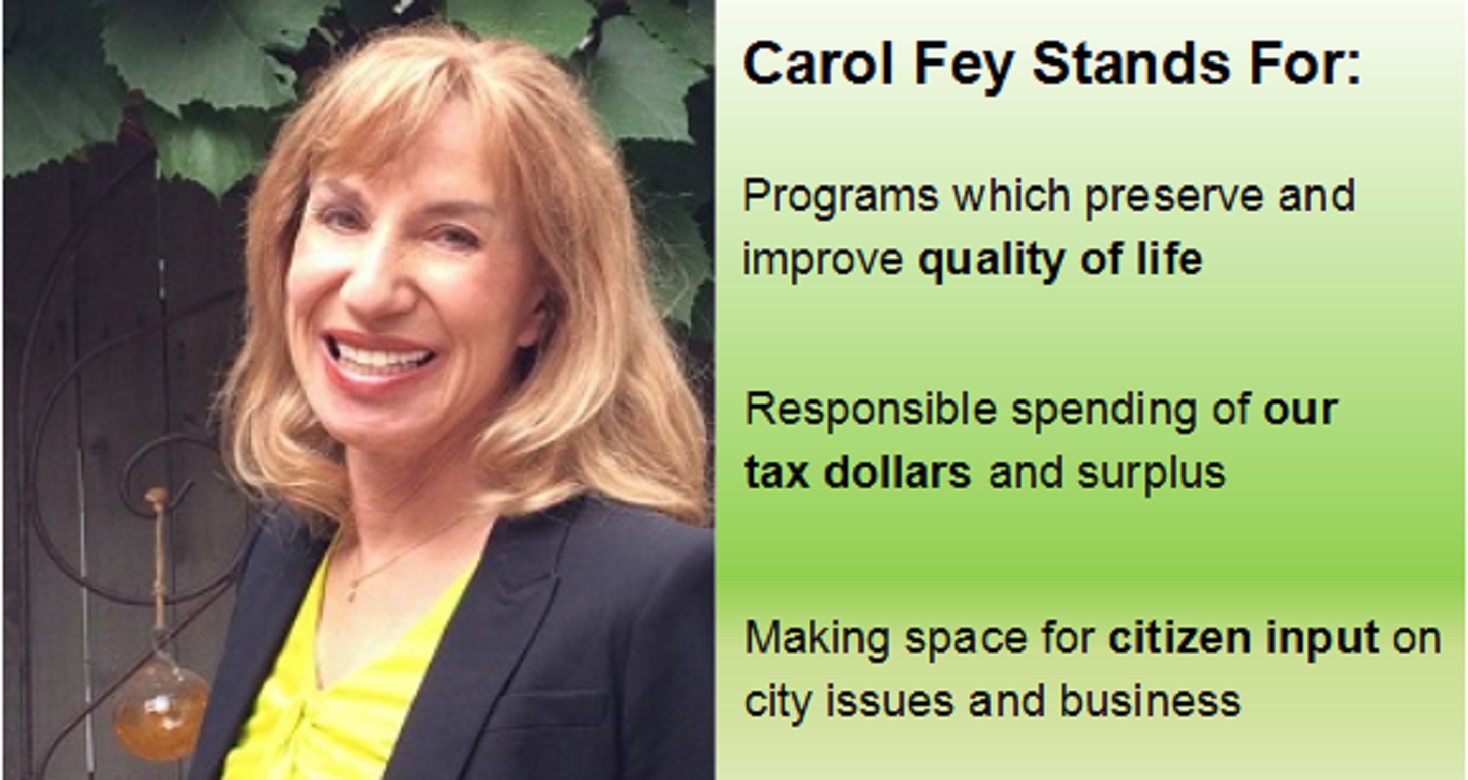 Carol Fey Stands For:
Programs which preserve and
improve quality of life
Responsible spending of our
tax dollars and surplus
Making space for citizen input on
city issues and business